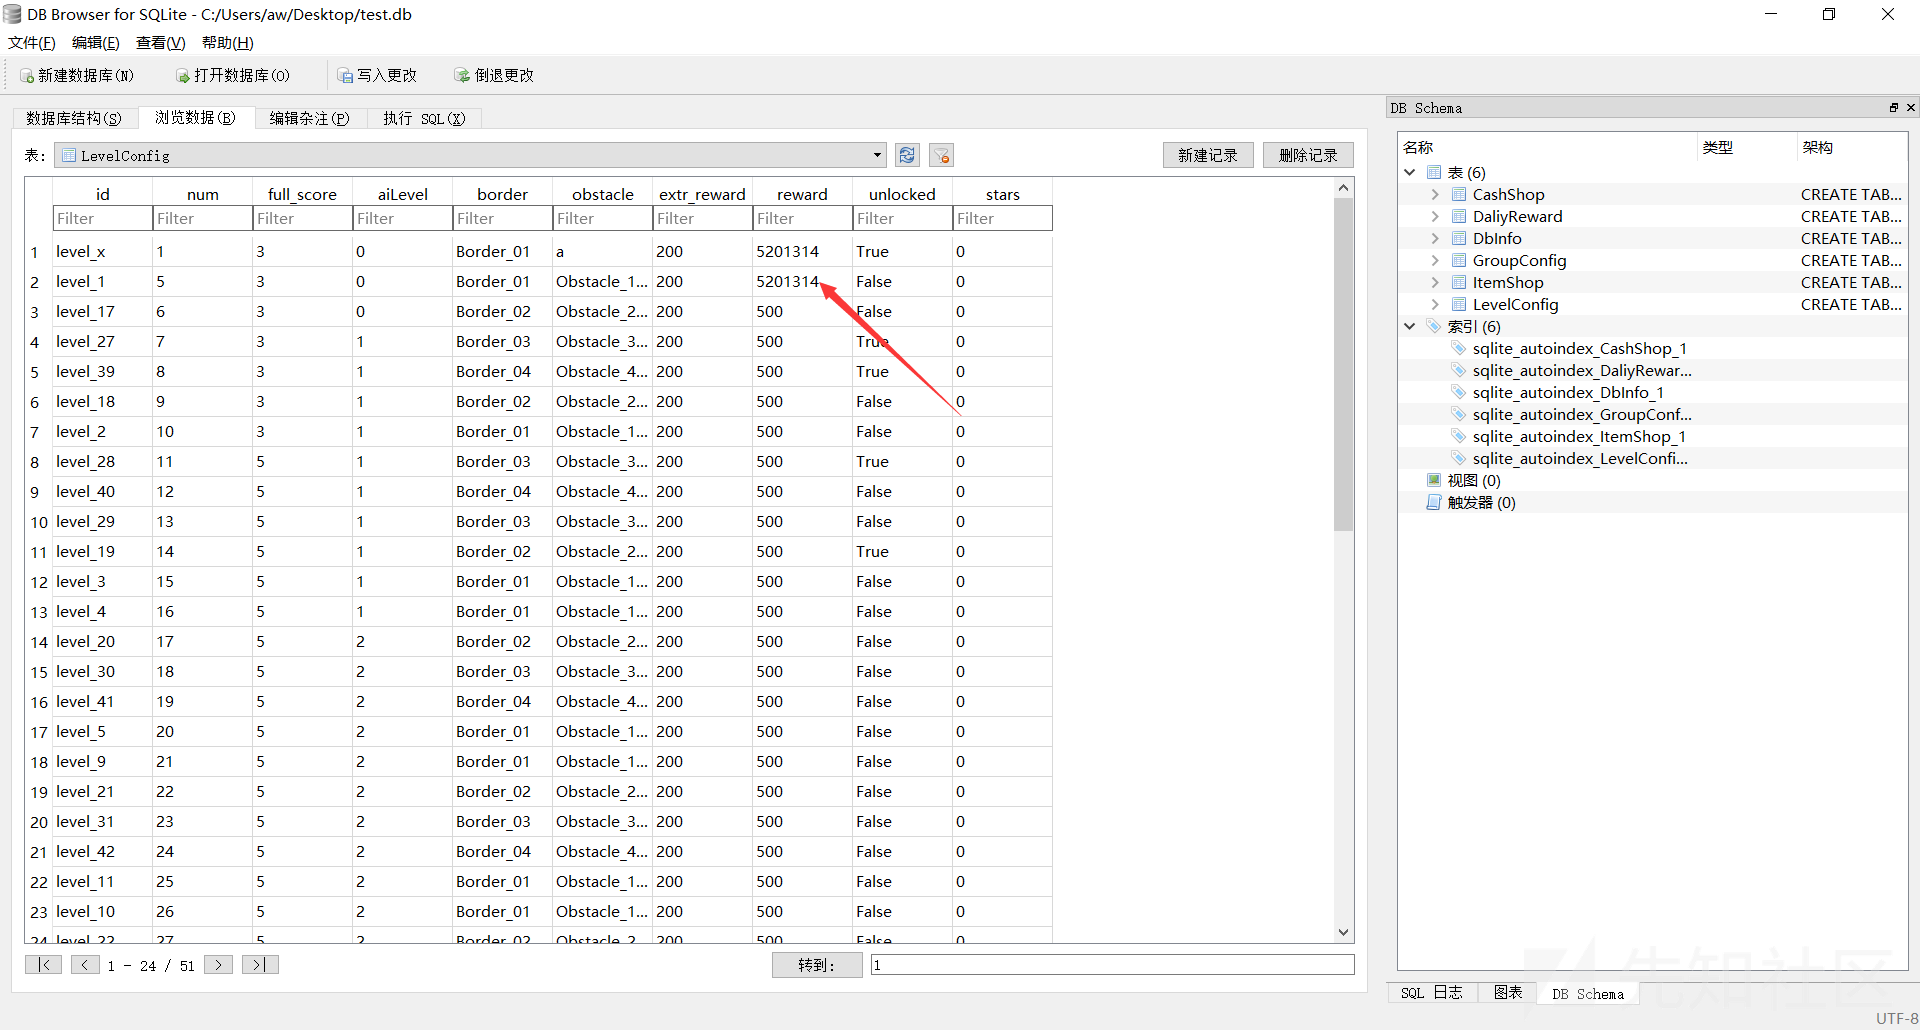 DB Browser for SQLite - C:/Users/aw/Desktop/test.db
文件(F) 编辑(E) 查看(V) 帮助(H)
新建数据库(N) 打开数据库(O) 写入更改 倒退更改
数据库结构(S) 浏览数据(B) 编辑杂注(P) 执行 SQL(X)
表: LevelConfig 新建记录 删除记录
id num full_score aiLevel border obstacle extr_reward reward unlocked stars
Filter Filter Filter Filter Filter Filter Filter Filter Filter Filter
1 level_x 1 3 0 Border_01 a 200 5201314 True 0
2 level_1 5 3 0 Border_01 Obstacle_1... 200 5201314 False 0
3 level_17 6 3 0 Border_02 Obstacle_2... 200 500 False 0
4 level_27 7 3 1 Border_03 Obstacle_3... 200 500 True 0
5 level_39 8 3 1 Border_04 Obstacle_4... 200 500 True 0
6 level_18 9 3 1 Border_02 Obstacle_2... 200 500 False 0
7 level_2 10 3 1 Border_01 Obstacle_1... 200 500 False 0
8 level_28 11 5 1 Border_03 Obstacle_3... 200 500 True 0
9 level_40 12 5 1 Border_04 Obstacle_4... 200 500 False 0
10 level_29 13 5 1 Border_03 Obstacle_3... 200 500 False 0
11 level_19 14 5 1 Border_02 Obstacle_2... 200 500 True 0
12 level_3 15 5 1 Border_01 Obstacle_1... 200 500 False 0
13 level_4 16 5 1 Border_01 Obstacle_1... 200 500 False 0
14 level_20 17 5 2 Border_02 Obstacle_2... 200 500 False 0
15 level_30 18 5 2 Border_03 Obstacle_3... 200 500 False 0
16 level_41 19 5 2 Border_04 Obstacle_4... 200 500 False 0
17 level_5 20 5 2 Border_01 Obstacle_1... 200 500 False 0
18 level_9 21 5 2 Border_01 Obstacle_1... 200 500 False 0
19 level_21 22 5 2 Border_02 Obstacle_2... 200 500 False 0
20 level_31 23 5 2 Border_03 Obstacle_3... 200 500 False 0
21 level_42 24 5 2 Border_04 Obstacle_4... 200 500 False 0
22 level_11 25 5 2 Border_01 Obstacle_1... 200 500 False 0
23 level_10 26 5 2 Border_01 Obstacle_1... 200 500 False 0
24 level_22 27 5 2 Border_02 Obstacle_2... 200 500 False 0
1 - 24 / 51 转到: 1
DB Schema
名称 类型 架构
表 (6)
CashShop CREATE TAB...
DaliyReward CREATE TAB...
DbInfo CREATE TAB...
GroupConfig CREATE TAB...
ItemShop CREATE TAB...
LevelConfig CREATE TAB...
索引 (6)
sqlite_autoindex_CashShop_1
sqlite_autoindex_DaliyRewar...
sqlite_autoindex_DbInfo_1
sqlite_autoindex_GroupConf...
sqlite_autoindex_ItemShop_1
sqlite_autoindex_LevelConfi...
视图 (0)
触发器 (0)
先知社区
SQL 日志 图表 DB Schema
UTF-8